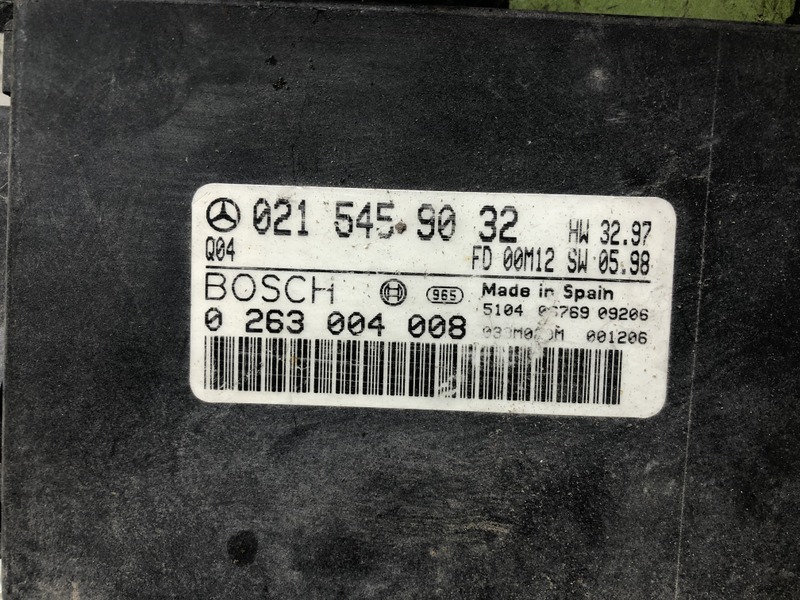 021 545 90 32 HW 32.97
Q04 FD 00M12 SW 05.98
BOSCH 965 Made in Spain
5104 09206
0 263 004 008 001206